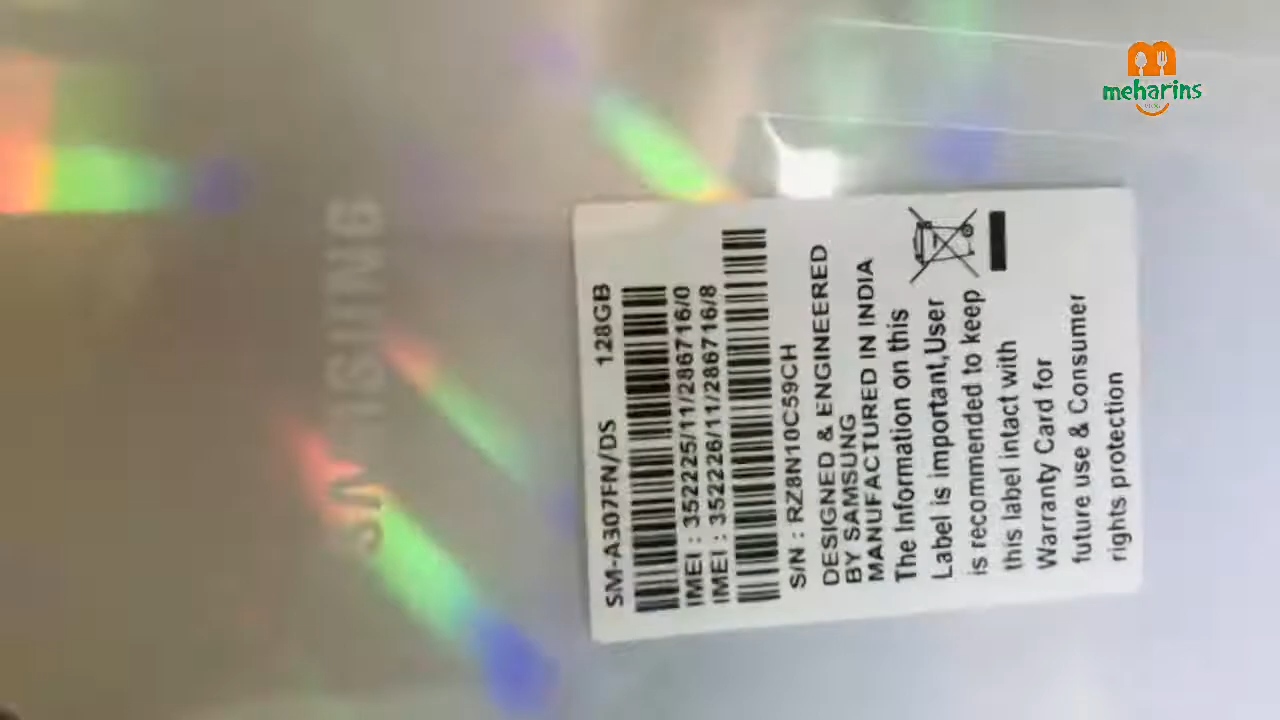 meharins
SAMSUNG
SM-A307FN/DS 128GB
IMEI : 352225/11/286716/0
IMEI : 352226/11/286716/8
S/N : RZ8N10C59CH
DESIGNED & ENGINEERED
BY SAMSUNG
MANUFACTURED IN INDIA
The Information on this
Label is important,User
is recommended to keep
this label intact with
Warranty Card for
future use & Consumer
rights protection